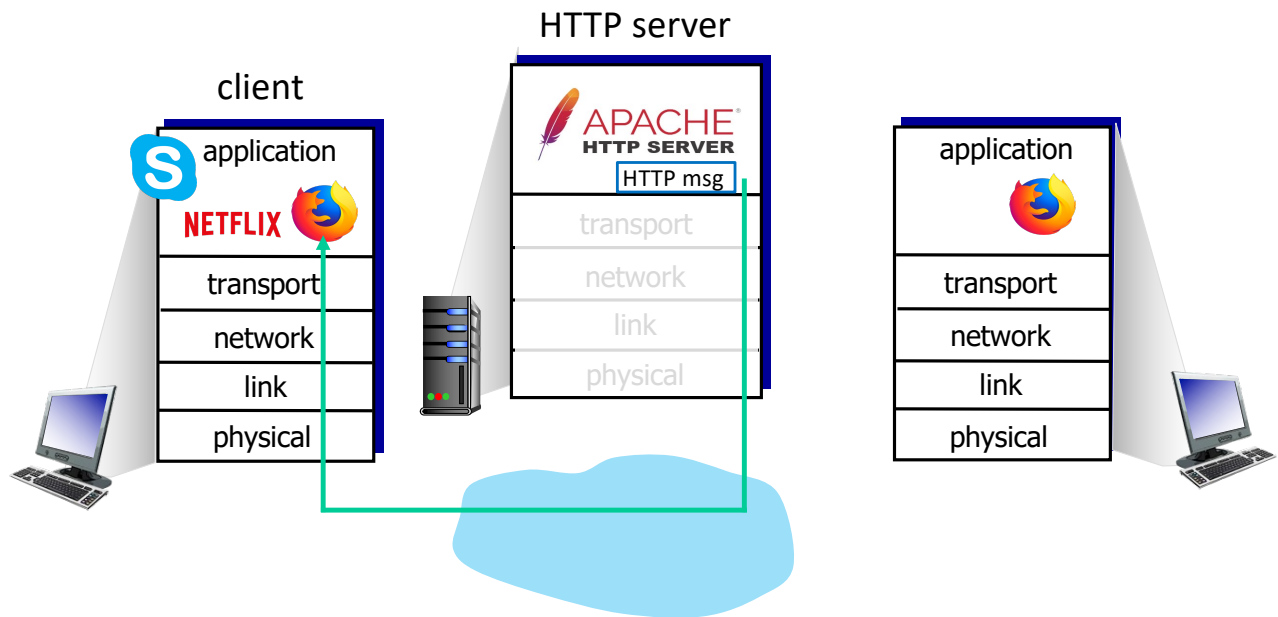 HTTP server
client
APACHE®
HTTP SERVER
HTTP msg
S
application
NETFLIX
transport
network
link
physical
transport
network
link
physical
application
transport
network
link
physical